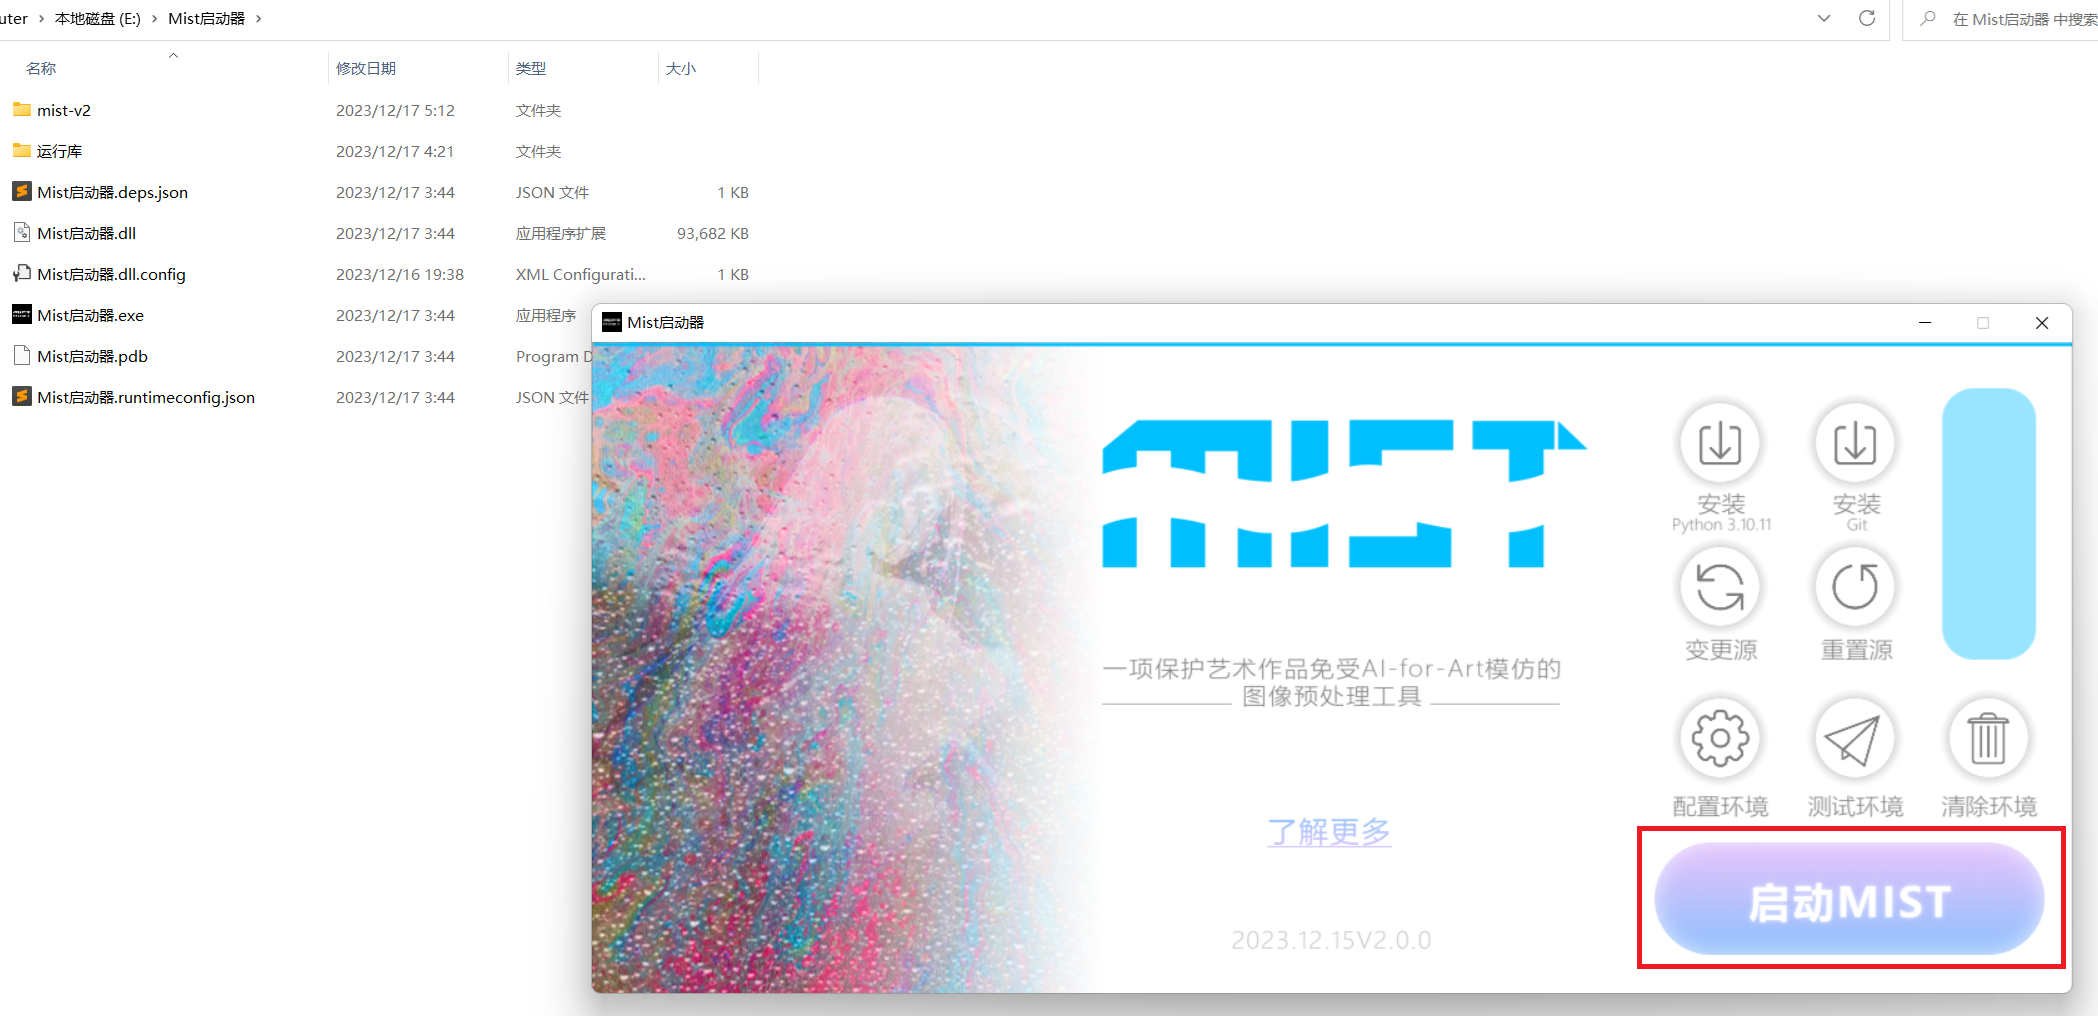 uter › 本地磁盘 (E:) › Mist启动器 ›
在 Mist启动器 中搜索
名称 修改日期 类型 大小
mist-v2 2023/12/17 5:12 文件夹
运行库 2023/12/17 4:21 文件夹
Mist启动器.deps.json 2023/12/17 3:44 JSON 文件 1 KB
Mist启动器.dll 2023/12/17 3:44 应用程序扩展 93,682 KB
Mist启动器.dll.config 2023/12/16 19:38 XML Configurati... 1 KB
Mist启动器.exe 2023/12/17 3:44 应用程序
Mist启动器.pdb 2023/12/17 3:44 Program D
Mist启动器.runtimeconfig.json 2023/12/17 3:44 JSON 文件
Mist启动器
MIST
一项保护艺术作品免受AI-for-Art模仿的
图像预处理工具
了解更多
2023.12.15V2.0.0
安装
Python 3.10.11
安装
Git
变更源
重置源
配置环境
测试环境
清除环境
启动MIST